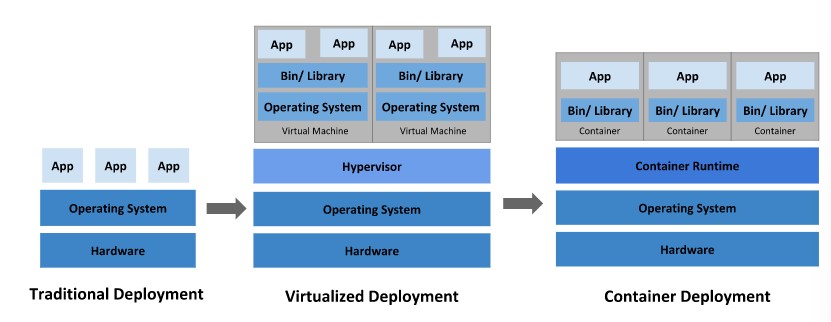 App App App
Operating System
Hardware
Traditional Deployment
App App App App
Bin/ Library Bin/ Library
Operating System Operating System
Virtual Machine Virtual Machine
Hypervisor
Operating System
Hardware
Virtualized Deployment
App App App
Bin/ Library Bin/ Library Bin/ Library
Container Container Container
Container Runtime
Operating System
Hardware
Container Deployment